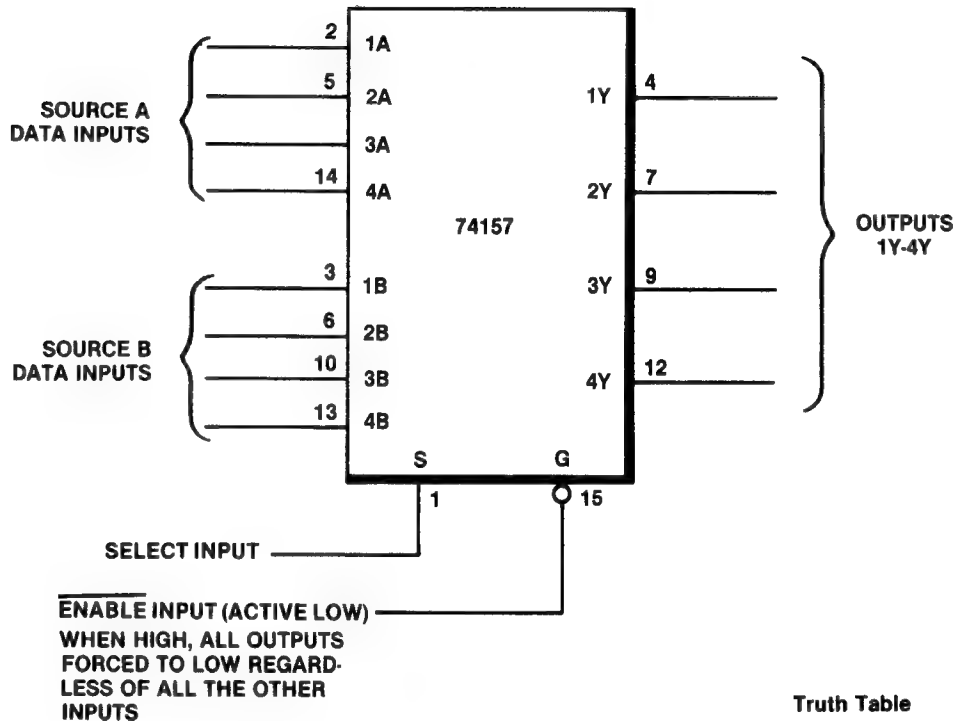 2
1A
5
2A
3A
14
4A
SOURCE A
DATA INPUTS
3
1B
6
2B
10
3B
13
4B
SOURCE B
DATA INPUTS
74157
1Y
4
2Y
7
3Y
9
4Y
12
OUTPUTS
1Y-4Y
S
G
1
15
SELECT INPUT
ENABLE INPUT (ACTIVE LOW)
WHEN HIGH, ALL OUTPUTS
FORCED TO LOW REGARD-
LESS OF ALL THE OTHER
INPUTS
Truth Table